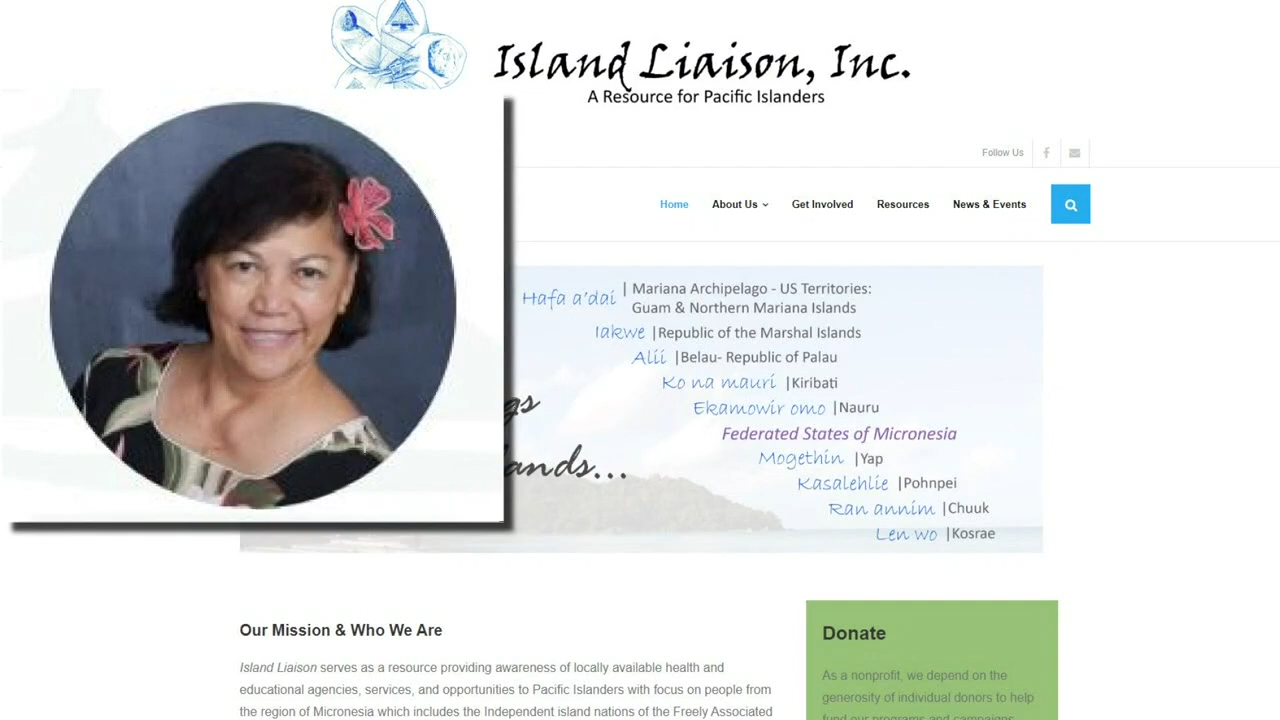 Island Liaison, Inc.
A Resource for Pacific Islanders
Follow Us
Home About Us Get Involved Resources News & Events
Hafa a'dai | Mariana Archipelago - US Territories:
Guam & Northern Mariana Islands
Iakwe | Republic of the Marshal Islands
Alii | Belau- Republic of Palau
Ko na mauri | Kiribati
Ekamowir omo | Nauru
Federated States of Micronesia
Mogethin | Yap
Kasalehlie | Pohnpei
Ran annim | Chuuk
Len wo | Kosrae
Our Mission & Who We Are
Island Liaison serves as a resource providing awareness of locally available health and
educational agencies, services, and opportunities to Pacific Islanders with focus on people from
the region of Micronesia which includes the Independent island nations of the Freely Associated
Donate
As a nonprofit, we depend on the
generosity of individual donors to help
fund our programs and campaigns